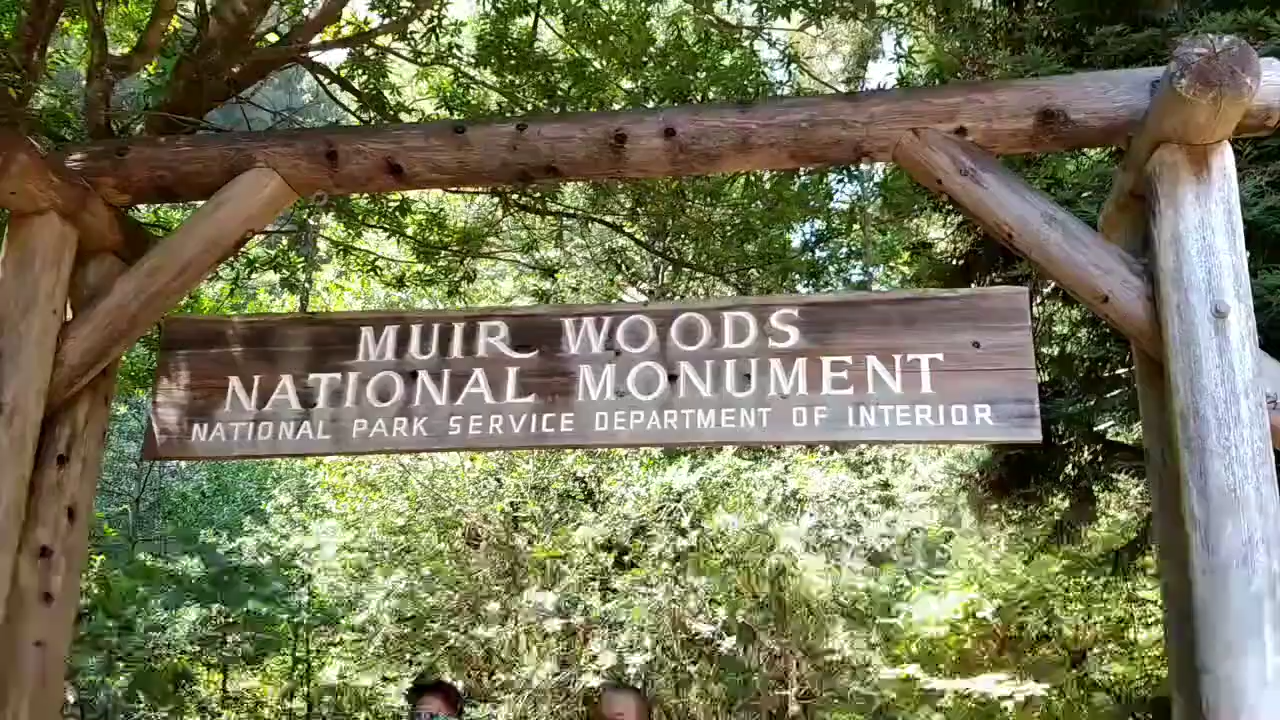 MUIR WOODS
NATIONAL MONUMENT
NATIONAL PARK SERVICE DEPARTMENT OF INTERIOR